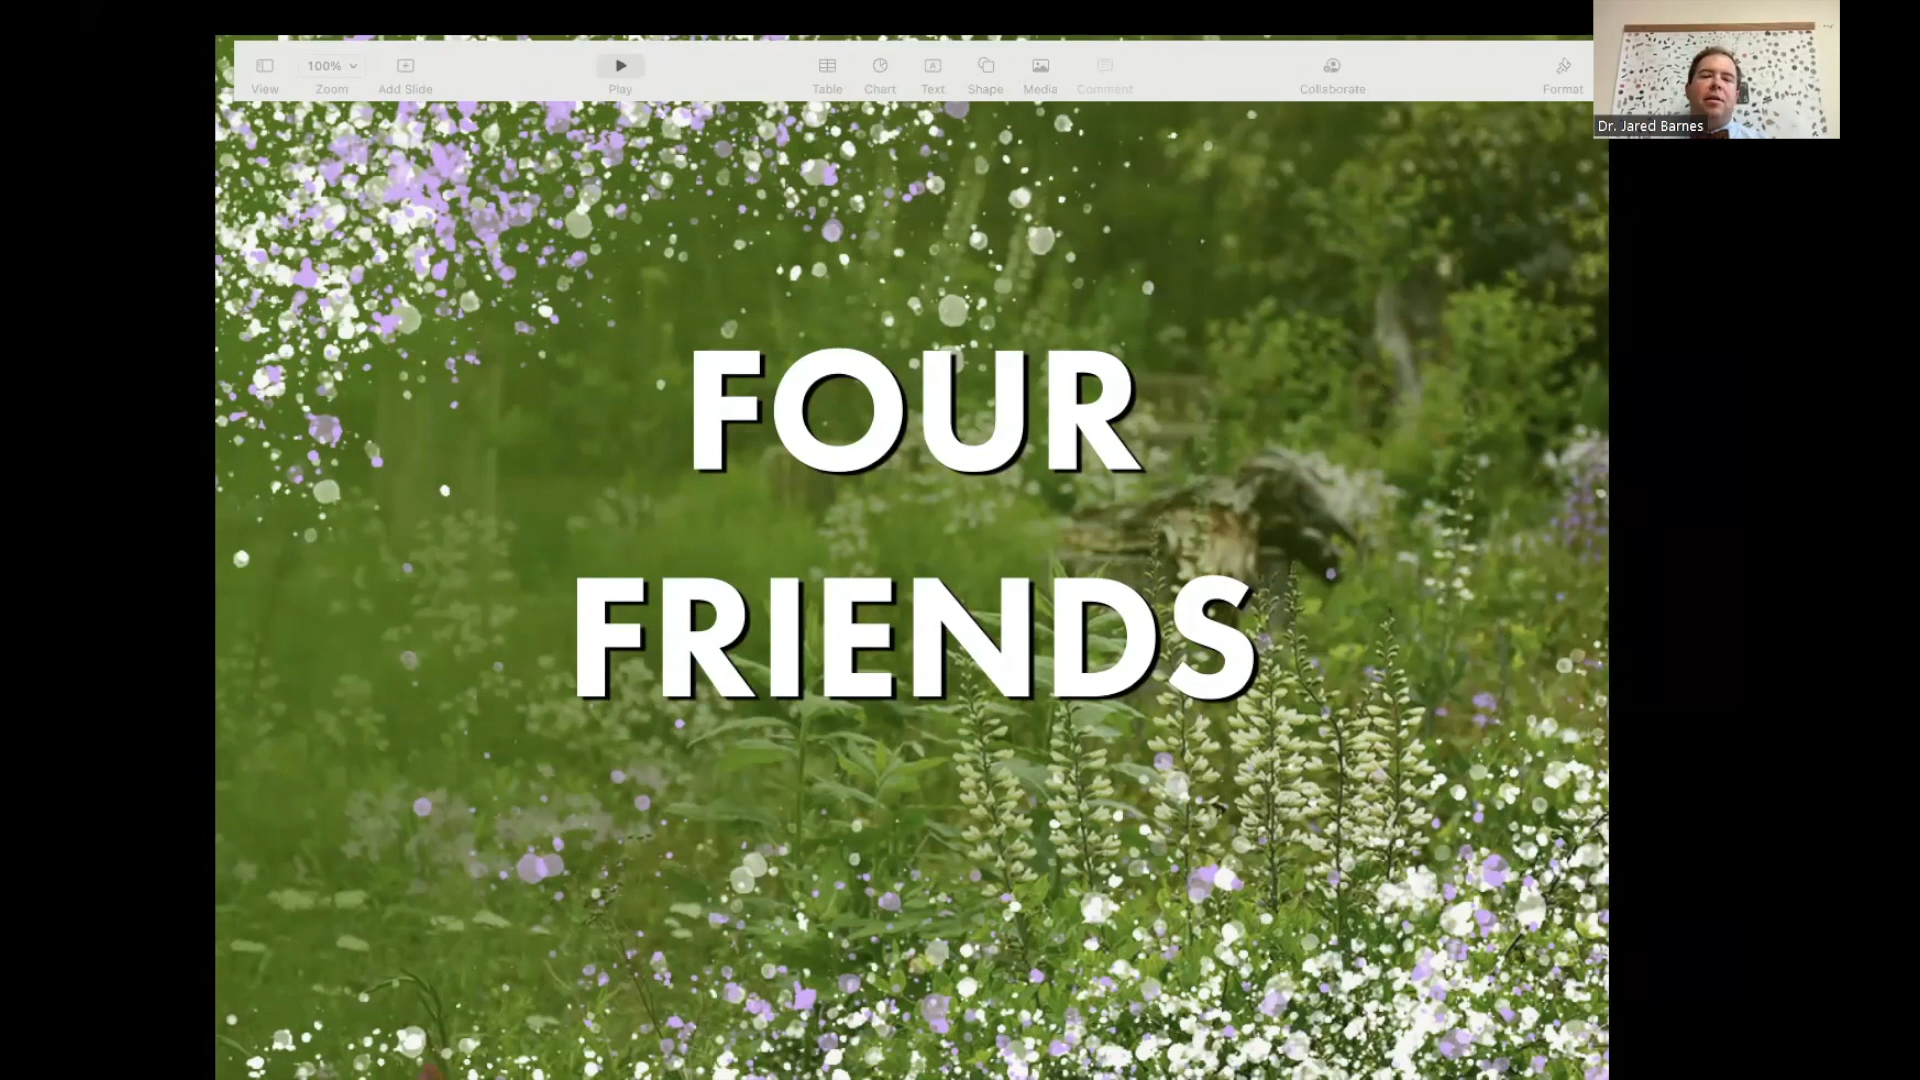 100%
View Zoom Add Slide Play Table Chart Text Shape Media Comment Collaborate Format
Dr. Jared Barnes
FOUR
FRIENDS